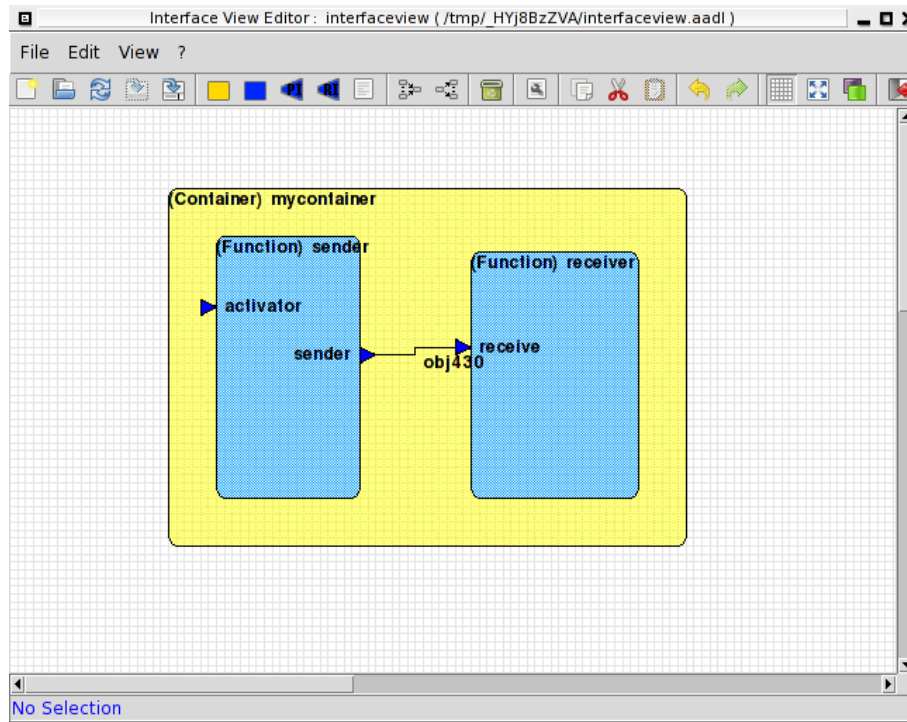 Interface View Editor : interfaceview ( /tmp/_HYj8BzZVA/interfaceview.aadl )
File Edit View ?
PI RI
(Container) mycontainer
(Function) sender
(Function) receiver
activator
sender
receive
obj430
No Selection